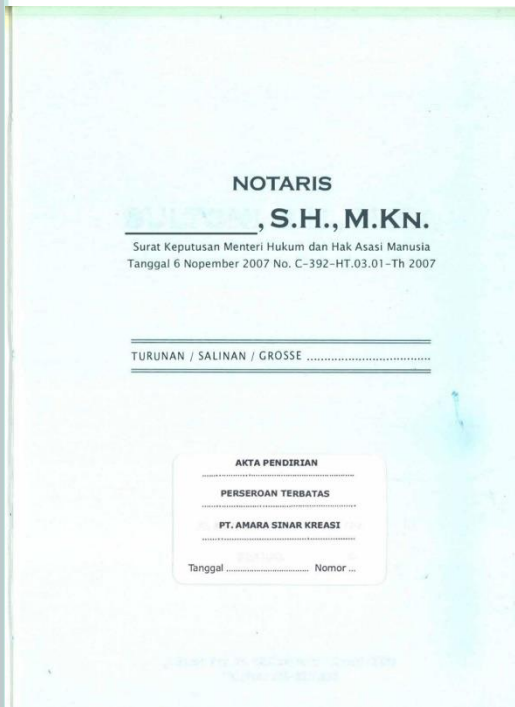 NOTARIS
____________, S.H., M.KN.
Surat Keputusan Menteri Hukum dan Hak Asasi Manusia
Tanggal 6 Nopember 2007 No. C-392-HT.03.01-Th 2007
TURUNAN / SALINAN / GROSSE ....................................
AKTA PENDIRIAN
PERSEROAN TERBATAS
PT. AMARA SINAR KREASI
Tanggal ................................ Nomor ...